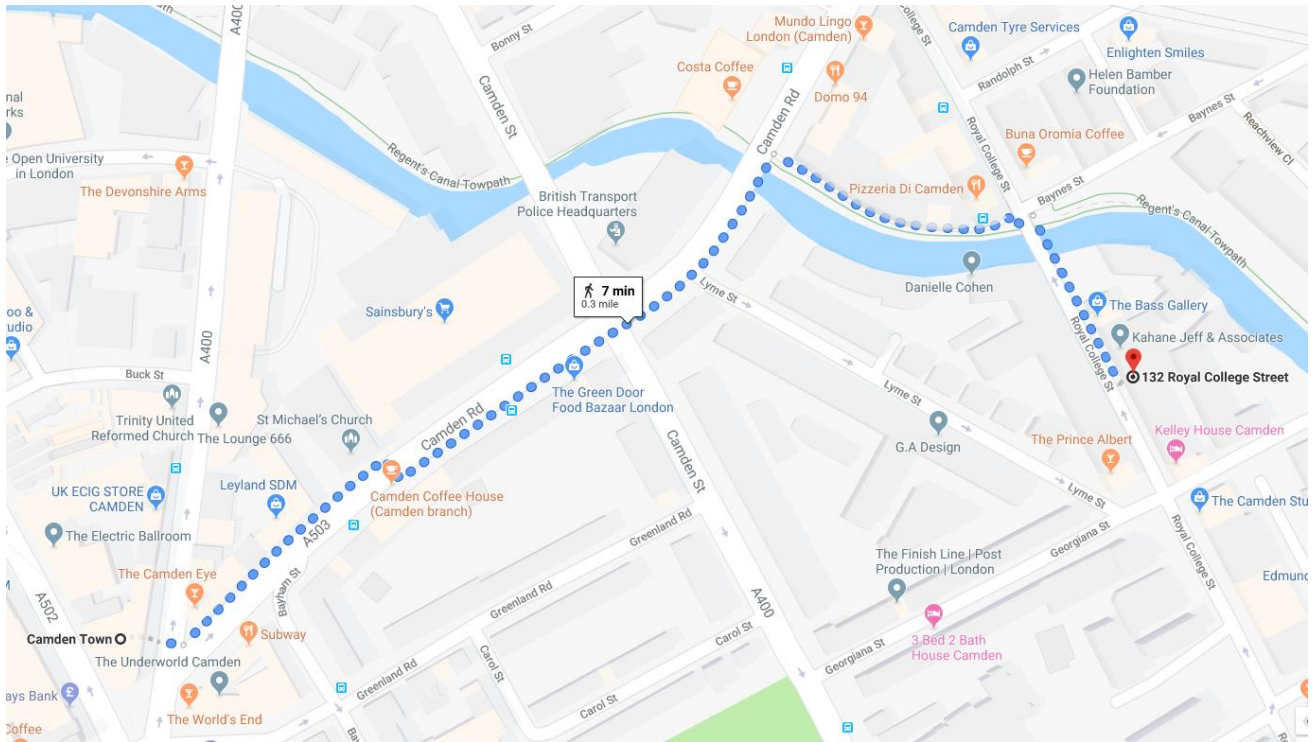 A400
Bonny St
Mundo Lingo
London (Camden)
College St
Camden Tyre Services
Enlighten Smiles
Costa Coffee
Domo 94
Randolph St
Helen Bamber
Foundation
Camden St
Camden Rd
Royal College St
Buna Oromia Coffee
Baynes St
Reachview Cl
Open University
in London
The Devonshire Arms
Regent's Canal Towpath
British Transport
Police Headquarters
Pizzeria Di Camden
Baynes St
Regent's Canal Towpath
7 min
0.3 mile
Lyme St
Danielle Cohen
The Bass Gallery
Sainsbury's
Kahane Jeff & Associates
A400
Royal College St
132 Royal College Street
Buck St
The Green Door
Food Bazaar London
Lyme St
Trinity United
Reformed Church
The Lounge 666
St Michael's Church
Camden Rd
Camden St
G.A Design
The Prince Albert
Kelley House Camden
UK ECIG STORE
CAMDEN
Leyland SDM
Camden Coffee House
(Camden branch)
Lyme St
The Camden Stu
The Electric Ballroom
A503
Greenland Rd
Georgiana St
Royal College St
The Finish Line | Post
Production | London
The Camden Eye
Bayham St
Greenland Rd
A400
Edmund
A502
Camden Town
Subway
Carol St
3 Bed 2 Bath
House Camden
The Underworld Camden
Carol St
Georgiana St
Greenland Rd
Bank
Carol St
The World's End
Coffee